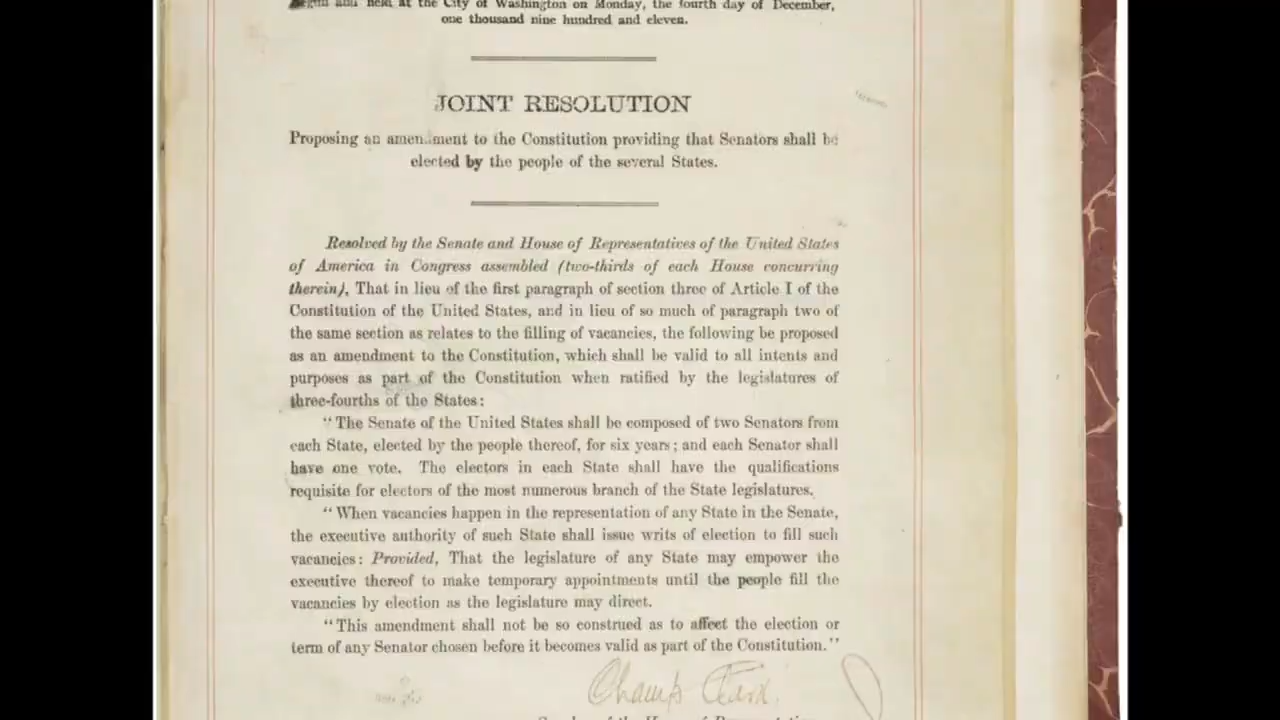 Begun and held at the City of Washington on Monday, the fourth day of December,
one thousand nine hundred and eleven.
JOINT RESOLUTION
Proposing an amendment to the Constitution providing that Senators shall be
elected by the people of the several States.
Resolved by the Senate and House of Representatives of the United States
of America in Congress assembled (two-thirds of each House concurring
therein), That in lieu of the first paragraph of section three of Article I of the
Constitution of the United States, and in lieu of so much of paragraph two of
the same section as relates to the filling of vacancies, the following be proposed
as an amendment to the Constitution, which shall be valid to all intents and
purposes as part of the Constitution when ratified by the legislatures of
three-fourths of the States:
"The Senate of the United States shall be composed of two Senators from
each State, elected by the people thereof, for six years; and each Senator shall
have one vote. The electors in each State shall have the qualifications
requisite for electors of the most numerous branch of the State legislatures.
"When vacancies happen in the representation of any State in the Senate,
the executive authority of such State shall issue writs of election to fill such
vacancies: Provided, That the legislature of any State may empower the
executive thereof to make temporary appointments until the people fill the
vacancies by election as the legislature may direct.
"This amendment shall not be so construed as to affect the election or
term of any Senator chosen before it becomes valid as part of the Constitution."
Champ Clark
Speaker of the House of Representatives